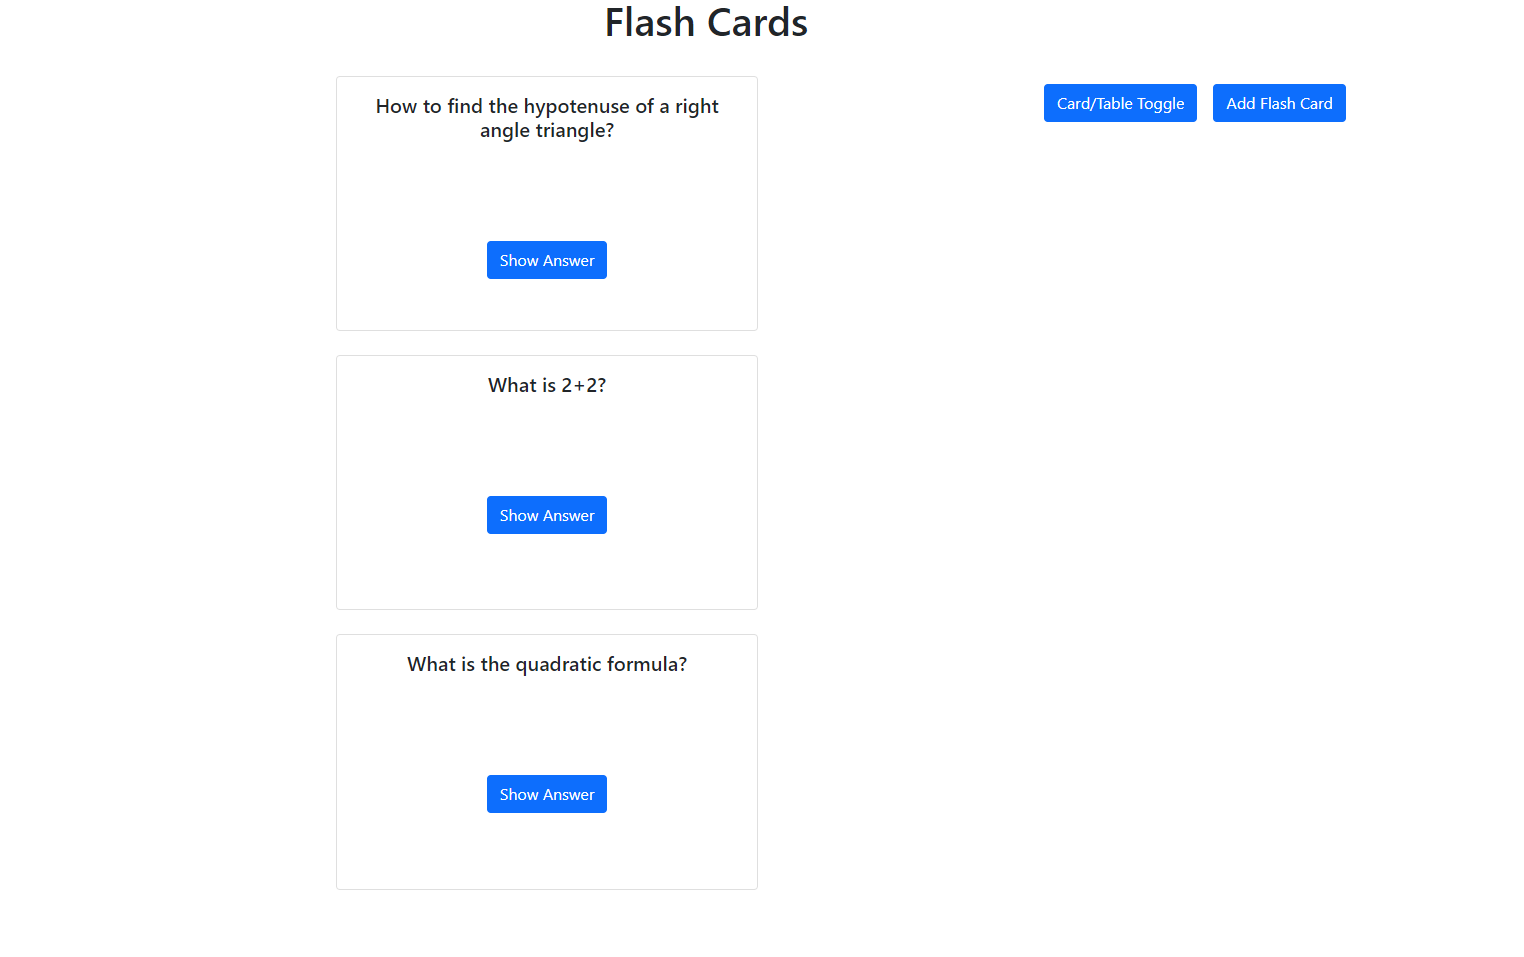 Flash Cards
How to find the hypotenuse of a right
angle triangle?
Show Answer
Card/Table Toggle
Add Flash Card
What is 2+2?
Show Answer
What is the quadratic formula?
Show Answer